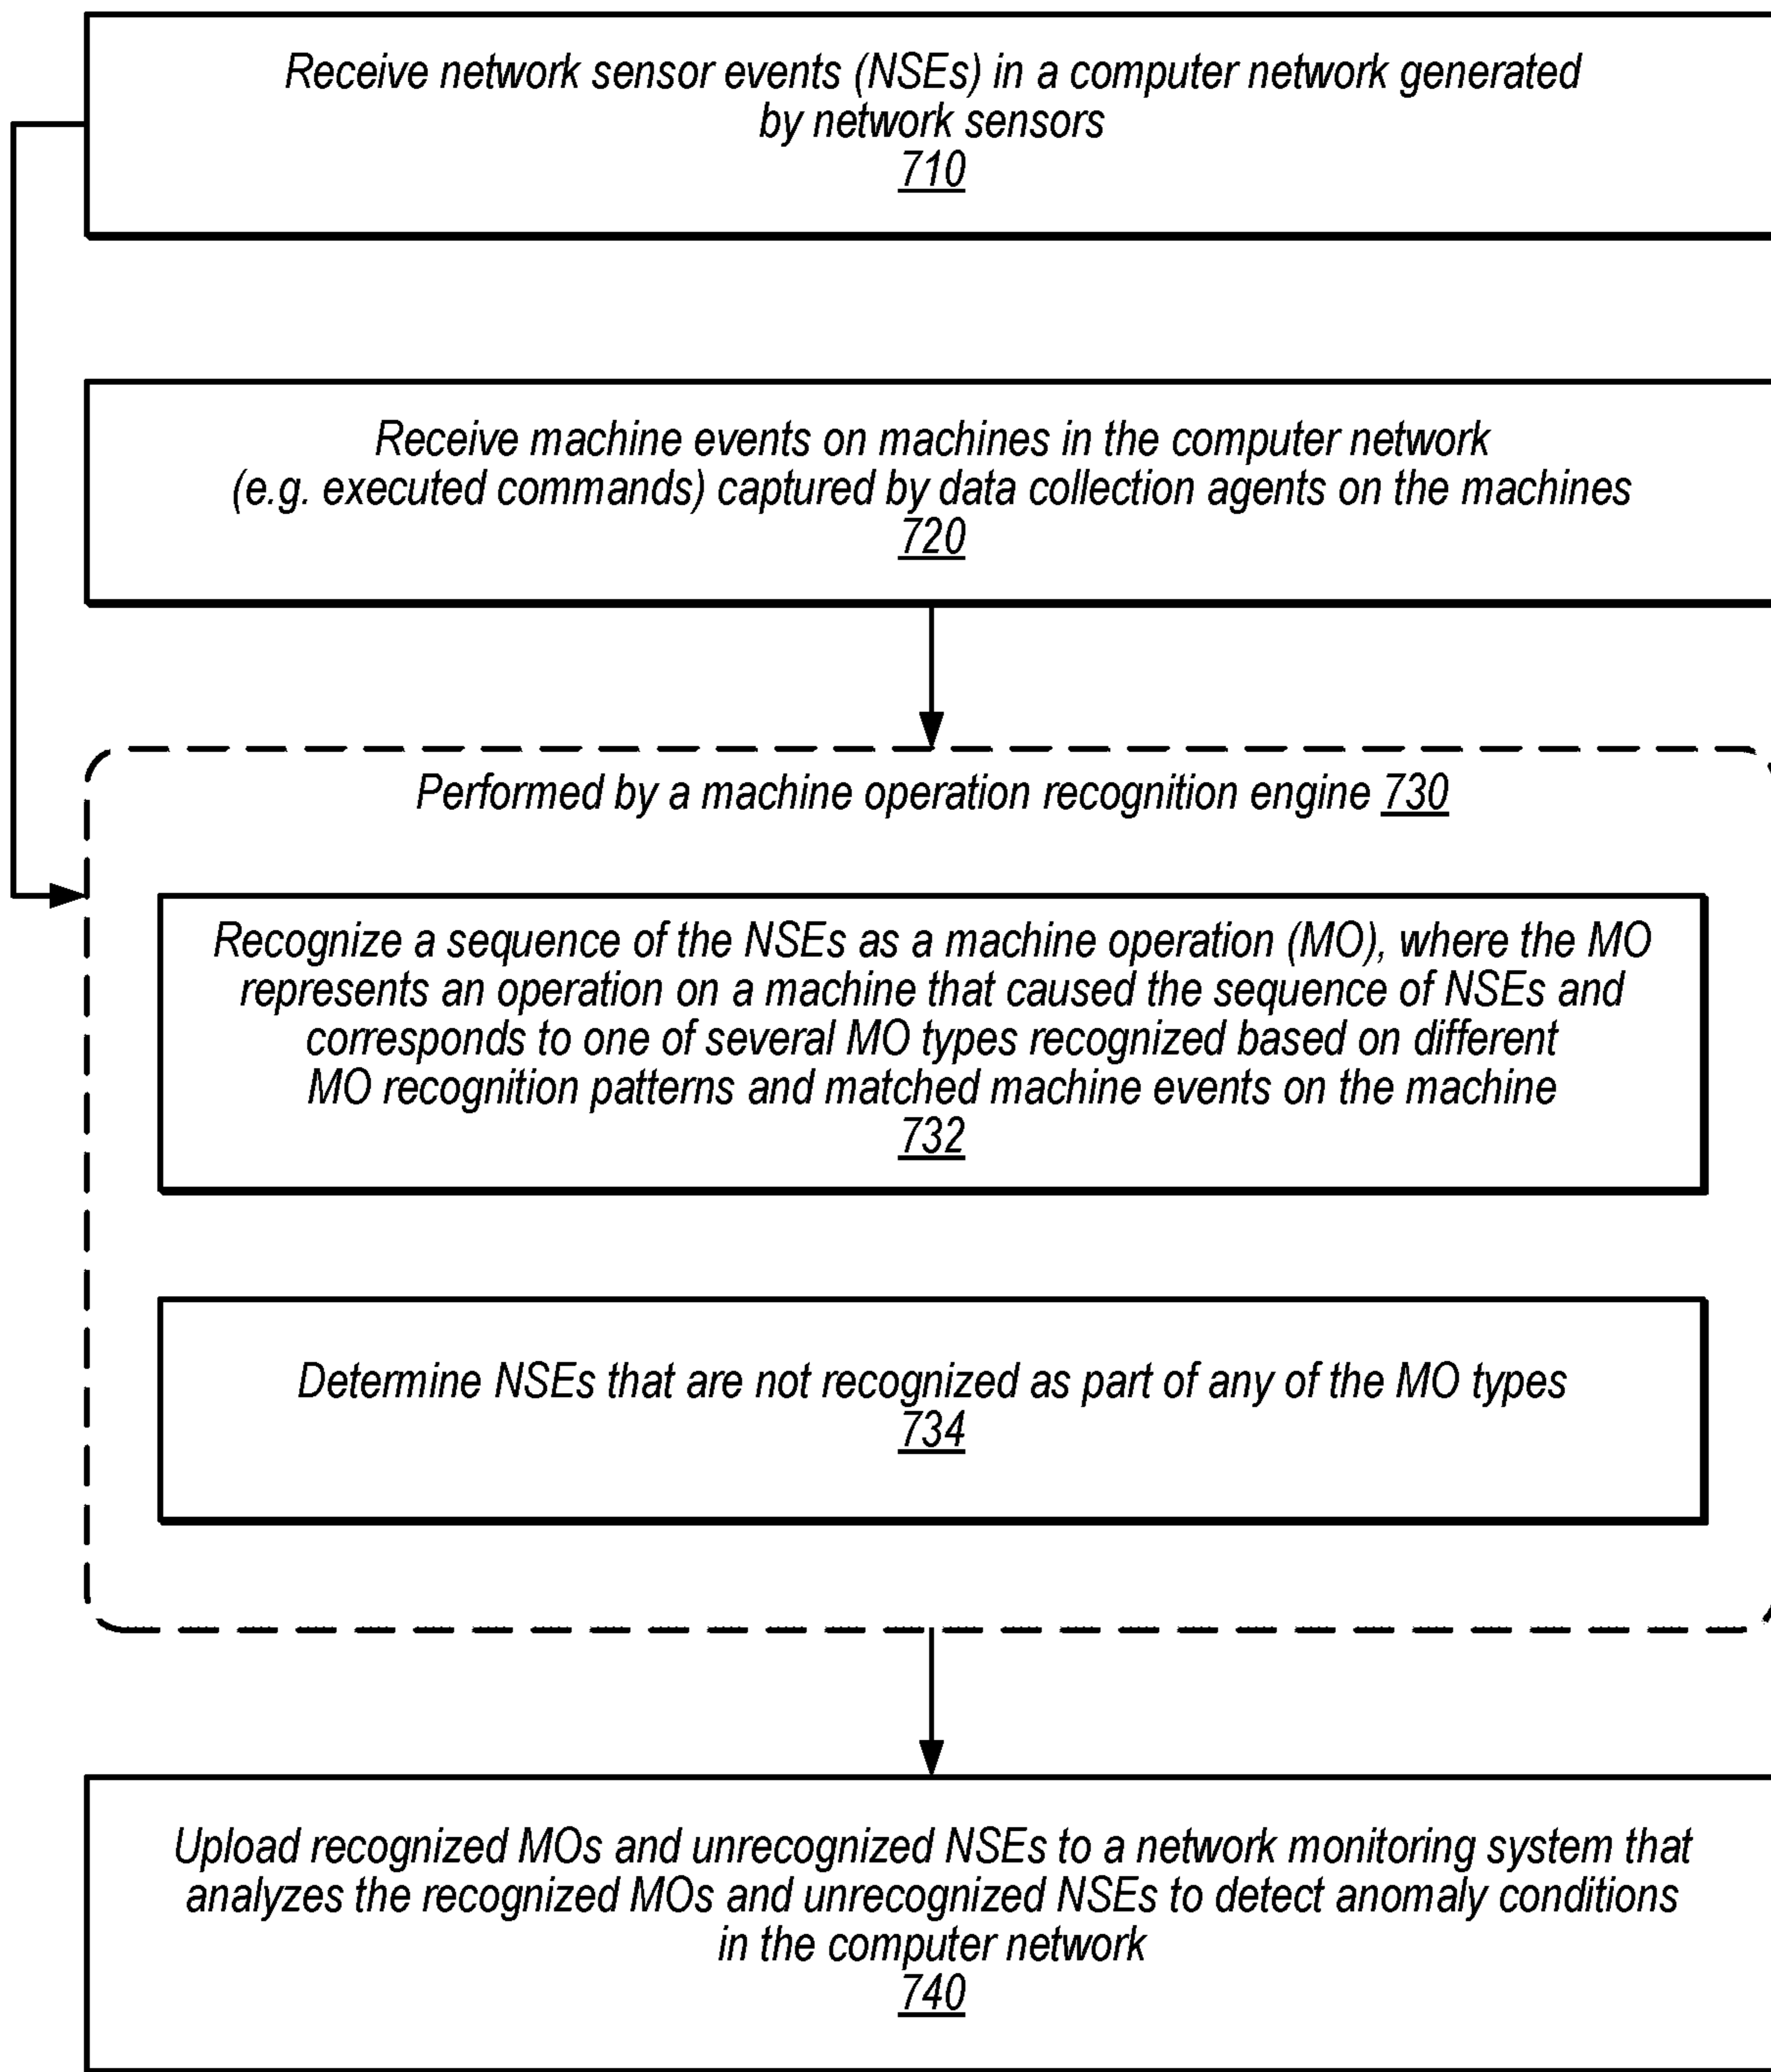 Receive network sensor events (NSEs) in a computer network generated
by network sensors
710
Receive machine events on machines in the computer network
(e.g. executed commands) captured by data collection agents on the machines
720
Performed by a machine operation recognition engine 730
Recognize a sequence of the NSEs as a machine operation (MO), where the MO
represents an operation on a machine that caused the sequence of NSEs and
corresponds to one of several MO types recognized based on different
MO recognition patterns and matched machine events on the machine
732
Determine NSEs that are not recognized as part of any of the MO types
734
Upload recognized MOs and unrecognized NSEs to a network monitoring system that
analyzes the recognized MOs and unrecognized NSEs to detect anomaly conditions
in the computer network
740